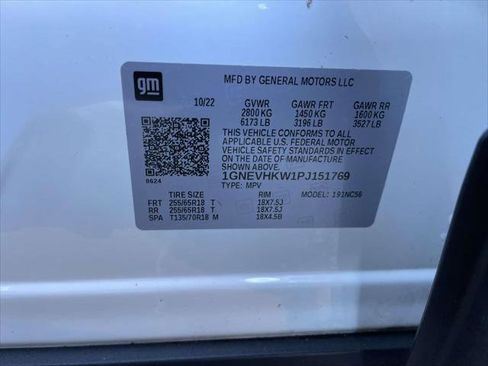 gm
MFD BY GENERAL MOTORS LLC
10/22 GVWR GAWR FRT GAWR RR
2800 KG 1450 KG 1600 KG
6173 LB 3196 LB 3527 LB
THIS VEHICLE CONFORMS TO ALL
APPLICABLE U.S. FEDERAL MOTOR
VEHICLE SAFETY STANDARDS IN EFFECT
ON THE DATE OF MANUFACTURE
SHOWN ABOVE.
1GNEVHKW1PJ151769
0624 TYPE: MPV MODEL: 191NC56
TIRE SIZE RIM
FRT 255/65R18 T 18X7.5J
RR 255/65R18 T 18X7.5J
SPA T135/70R18 M 18X4.5B